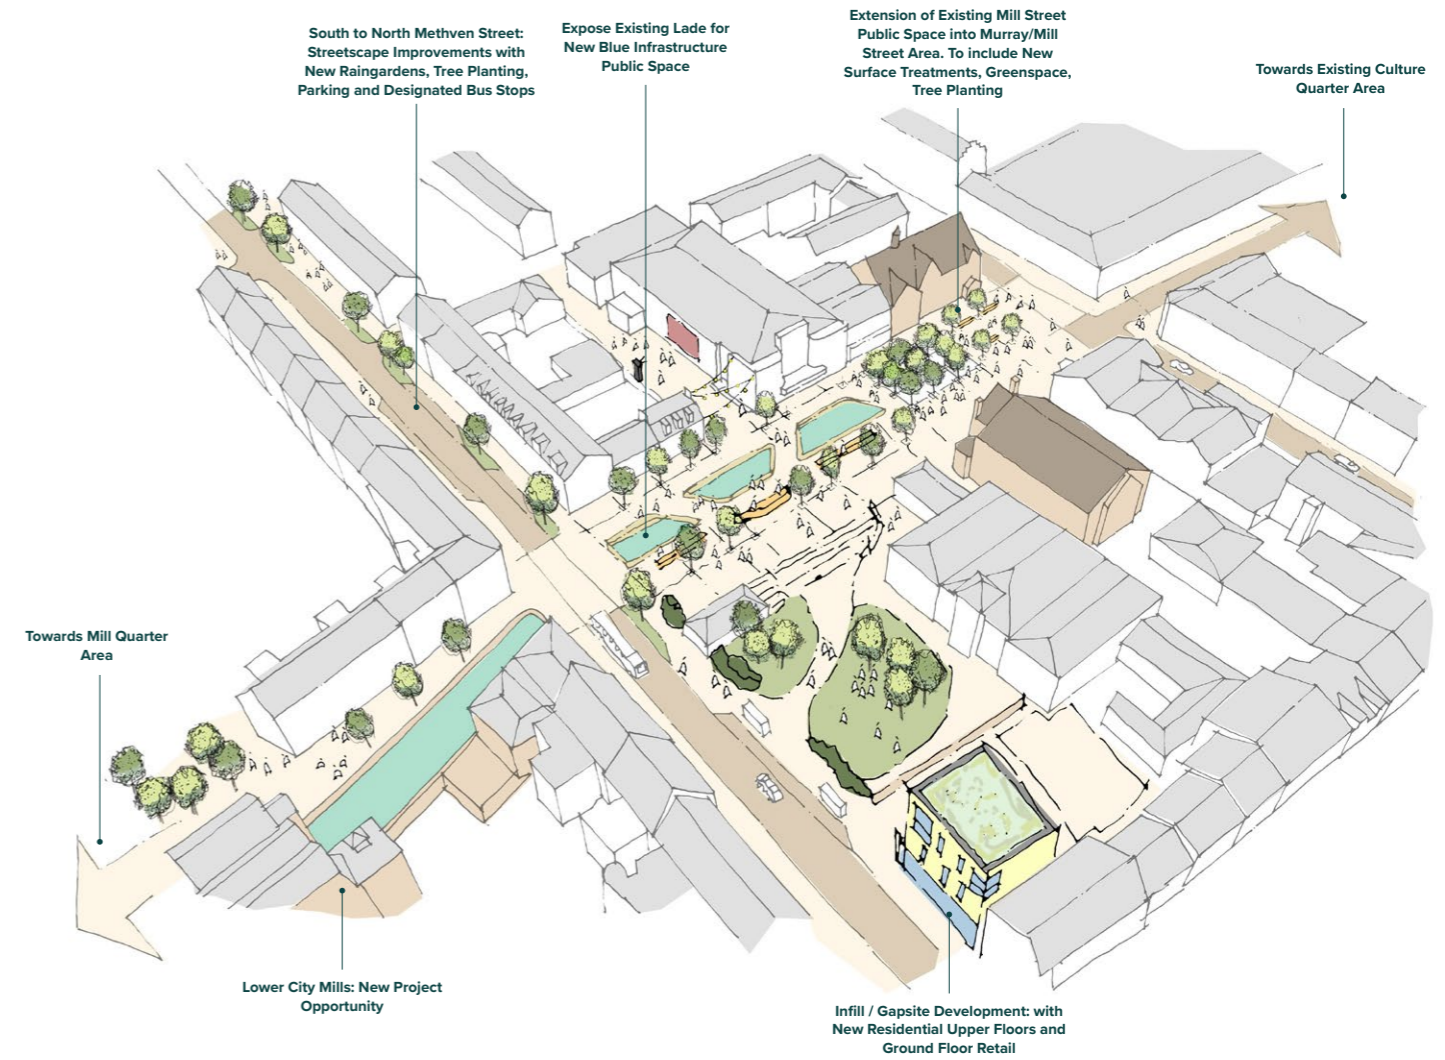 South to North Methven Street:
Streetscape Improvements with
New Raingardens, Tree Planting,
Parking and Designated Bus Stops
Expose Existing Lade for
New Blue Infrastructure
Public Space
Extension of Existing Mill Street
Public Space into Murray/Mill
Street Area. To include New
Surface Treatments, Greenspace,
Tree Planting
Towards Existing Culture
Quarter Area
Towards Mill Quarter
Area
Lower City Mills: New Project
Opportunity
Infill / Gapsite Development: with
New Residential Upper Floors and
Ground Floor Retail